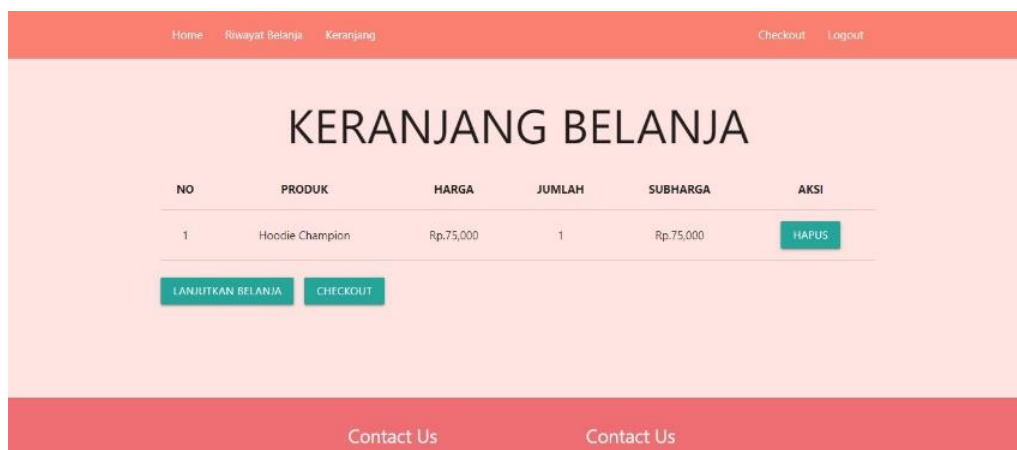 Home Riwayat Belanja Keranjang Checkout Logout
KERANJANG BELANJA
NO PRODUK HARGA JUMLAH SUBHARGA AKSI
1 Hoodie Champion Rp.75,000 1 Rp.75,000 HAPUS
LANJUTKAN BELANJA CHECKOUT
Contact Us Contact Us